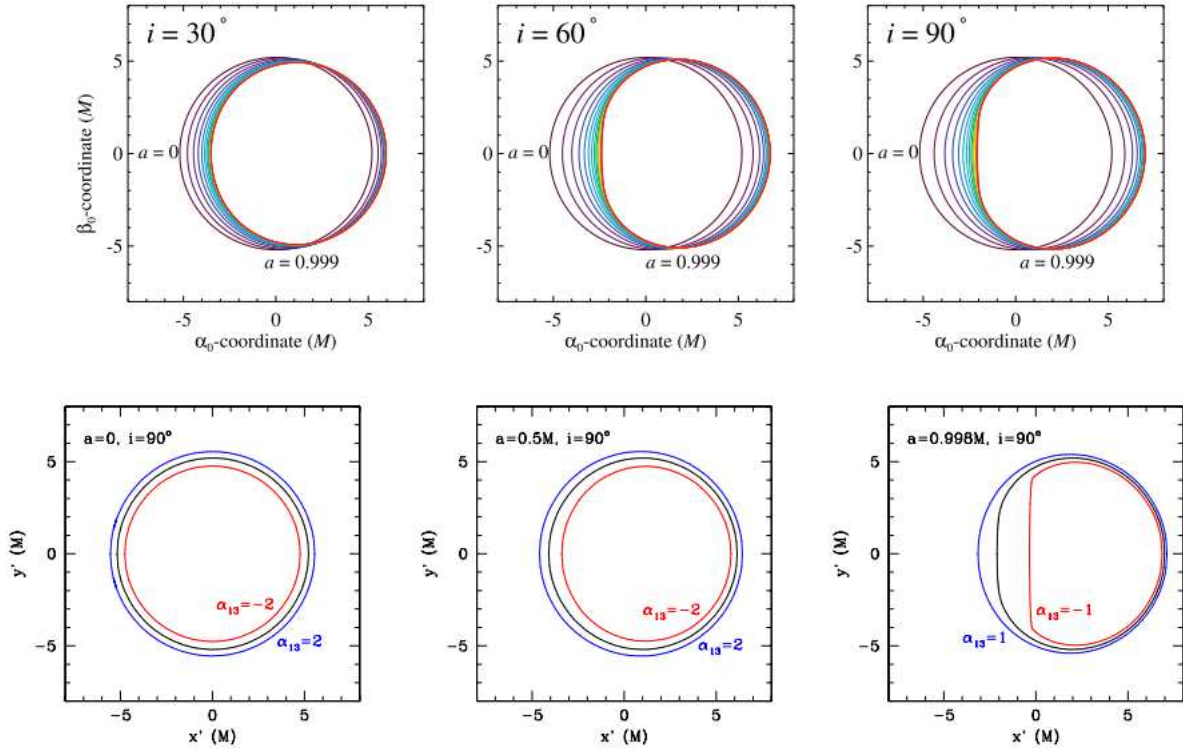 i = 30° i = 60° i = 90°
5 5 5
β₀-coordinate (M)
0 a = 0 0 a = 0 0 a = 0
-5 -5 -5
a = 0.999 a = 0.999 a = 0.999
-5 0 5 -5 0 5 -5 0 5
α₀-coordinate (M) α₀-coordinate (M) α₀-coordinate (M)
a=0, i=90° a=0.5M, i=90° a=0.998M, i=90°
5 5 5
y' (M) 0 y' (M) 0 y' (M) 0
α₁₃=−2 α₁₃=−2 α₁₃=−1
α₁₃=2 α₁₃=2 α₁₃=1
−5 −5 −5
−5 0 5 −5 0 5 −5 0 5
x' (M) x' (M) x' (M)